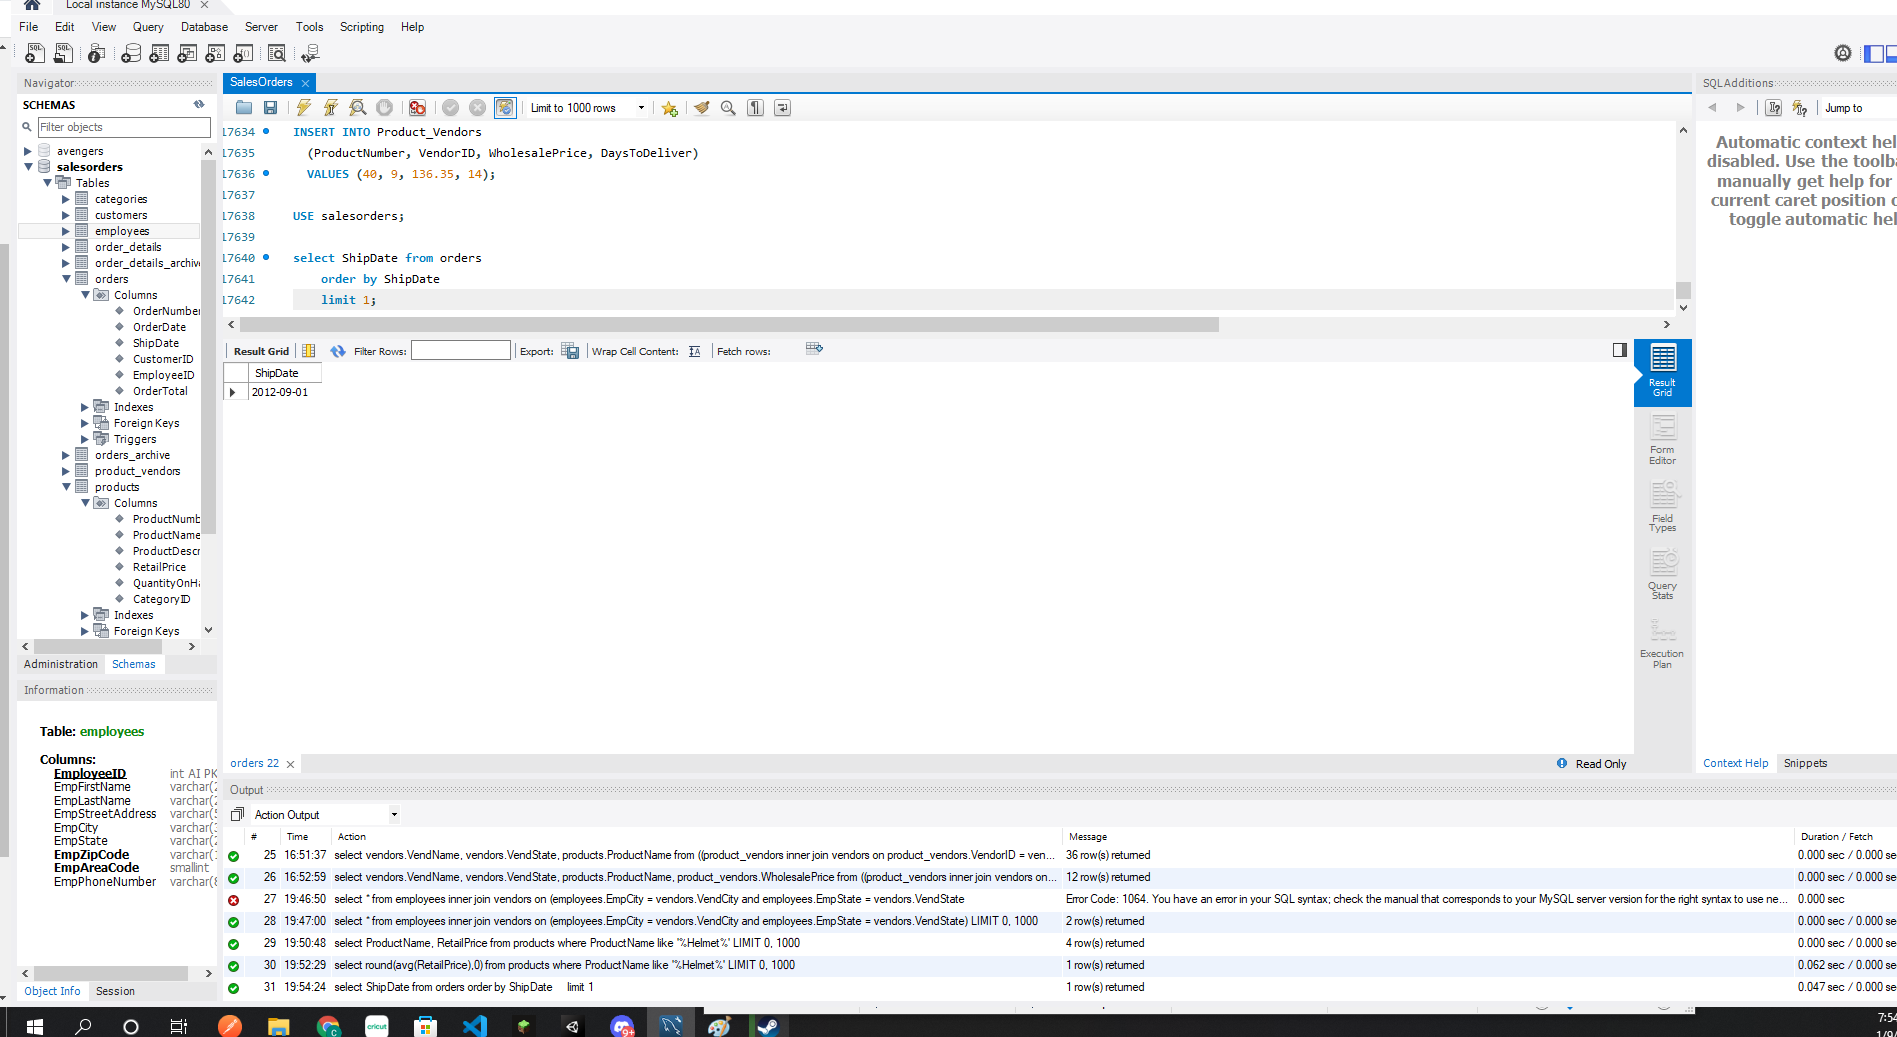 Local instance MySQL80
File Edit View Query Database Server Tools Scripting Help
Navigator
SCHEMAS
Filter objects
avengers
salesorders
Tables
categories
customers
employees
order_details
order_details_archiv
orders
Columns
OrderNumber
OrderDate
ShipDate
CustomerID
EmployeeID
OrderTotal
Indexes
Foreign Keys
Triggers
orders_archive
product_vendors
products
Columns
ProductNumb
ProductName
ProductDescr
RetailPrice
QuantityOnHa
CategoryID
Indexes
Foreign Keys
Administration Schemas
Information
Table: employees
Columns:
EmployeeID int AI PK
EmpFirstName varchar(2
EmpLastName varchar(2
EmpStreetAddress varchar(5
EmpCity varchar(3
EmpState varchar(2
EmpZipCode varchar(1
EmpAreaCode smallint
EmpPhoneNumber varchar(8
Object Info Session
SalesOrders
Limit to 1000 rows
17634 INSERT INTO Product_Vendors
17635 (ProductNumber, VendorID, WholesalePrice, DaysToDeliver)
17636 VALUES (40, 9, 136.35, 14);
17637
17638 USE salesorders;
17639
17640 select ShipDate from orders
17641 order by ShipDate
17642 limit 1;
Result Grid Filter Rows: Export: Wrap Cell Content: Fetch rows:
ShipDate
2012-09-01
Result
Grid
Form
Editor
Field
Types
Query
Stats
Execution
Plan
orders 22
Read Only
SQLAdditions
Jump to
Automatic context hel
disabled. Use the toolba
manually get help for
current caret position o
toggle automatic hel
Context Help Snippets
Output
Action Output
# Time Action Message Duration / Fetch
25 16:51:37 select vendors.VendName, vendors.VendState, products.ProductName from ((product_vendors inner join vendors on product_vendors.VendorID = ven... 36 row(s) returned 0.000 sec / 0.000 se
26 16:52:59 select vendors.VendName, vendors.VendState, products.ProductName, product_vendors.WholesalePrice from ((product_vendors inner join vendors on... 12 row(s) returned 0.000 sec / 0.000 se
27 19:46:50 select * from employees inner join vendors on (employees.EmpCity = vendors.VendCity and employees.EmpState = vendors.VendState Error Code: 1064. You have an error in your SQL syntax; check the manual that corresponds to your MySQL server version for the right syntax to use ne... 0.000 sec
28 19:47:00 select * from employees inner join vendors on (employees.EmpCity = vendors.VendCity and employees.EmpState = vendors.VendState) LIMIT 0, 1000 2 row(s) returned 0.000 sec / 0.000 se
29 19:50:48 select ProductName, RetailPrice from products where ProductName like '%Helmet%' LIMIT 0, 1000 4 row(s) returned 0.000 sec / 0.000 se
30 19:52:29 select round(avg(RetailPrice),0) from products where ProductName like '%Helmet%' LIMIT 0, 1000 1 row(s) returned 0.062 sec / 0.000 se
31 19:54:24 select ShipDate from orders order by ShipDate limit 1 1 row(s) returned 0.047 sec / 0.000 se
cricut
9+
7:54
1/9/